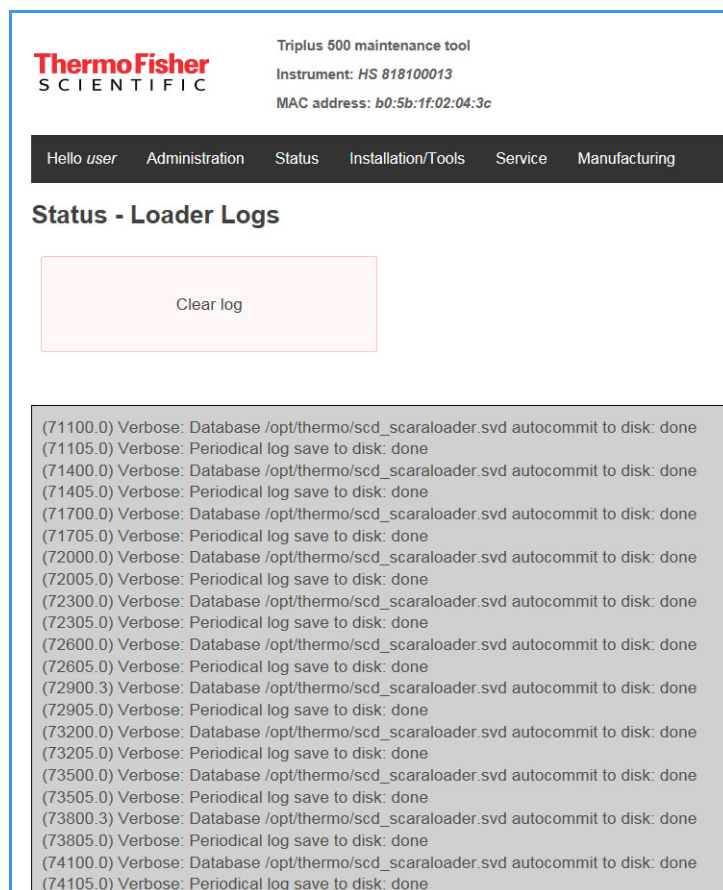 ThermoFisher
SCIENTIFIC
Triplus 500 maintenance tool
Instrument: HS 818100013
MAC address: b0:5b:1f:02:04:3c
Hello user Administration Status Installation/Tools Service Manufacturing
Status - Loader Logs
Clear log
(71100.0) Verbose: Database /opt/thermo/scd_scaraloader.svd autocommit to disk: done
(71105.0) Verbose: Periodical log save to disk: done
(71400.0) Verbose: Database /opt/thermo/scd_scaraloader.svd autocommit to disk: done
(71405.0) Verbose: Periodical log save to disk: done
(71700.0) Verbose: Database /opt/thermo/scd_scaraloader.svd autocommit to disk: done
(71705.0) Verbose: Periodical log save to disk: done
(72000.0) Verbose: Database /opt/thermo/scd_scaraloader.svd autocommit to disk: done
(72005.0) Verbose: Periodical log save to disk: done
(72300.0) Verbose: Database /opt/thermo/scd_scaraloader.svd autocommit to disk: done
(72305.0) Verbose: Periodical log save to disk: done
(72600.0) Verbose: Database /opt/thermo/scd_scaraloader.svd autocommit to disk: done
(72605.0) Verbose: Periodical log save to disk: done
(72900.3) Verbose: Database /opt/thermo/scd_scaraloader.svd autocommit to disk: done
(72905.0) Verbose: Periodical log save to disk: done
(73200.0) Verbose: Database /opt/thermo/scd_scaraloader.svd autocommit to disk: done
(73205.0) Verbose: Periodical log save to disk: done
(73500.0) Verbose: Database /opt/thermo/scd_scaraloader.svd autocommit to disk: done
(73505.0) Verbose: Periodical log save to disk: done
(73800.3) Verbose: Database /opt/thermo/scd_scaraloader.svd autocommit to disk: done
(73805.0) Verbose: Periodical log save to disk: done
(74100.0) Verbose: Database /opt/thermo/scd_scaraloader.svd autocommit to disk: done
(74105.0) Verbose: Periodical log save to disk: done